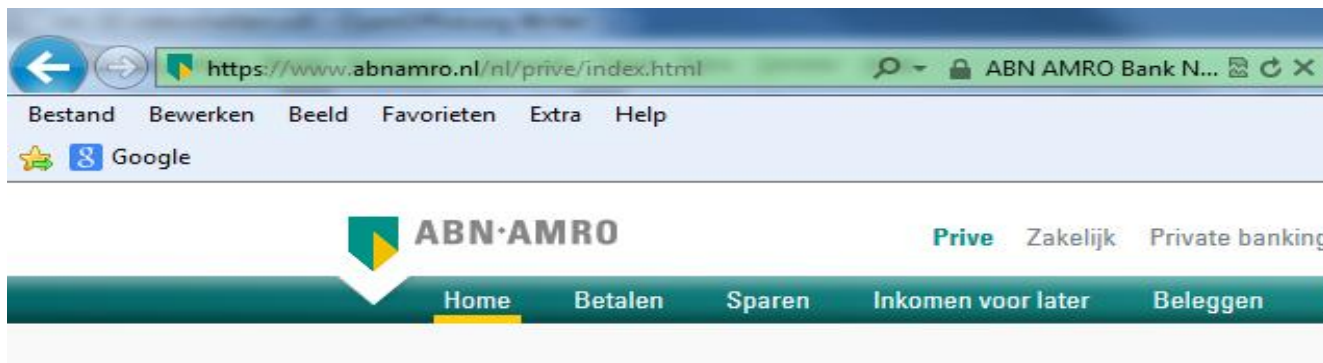 https://www.abnamro.nl/nl/prive/index.html ABN AMRO Bank N...
Bestand Bewerken Beeld Favorieten Extra Help
8 Google
ABN·AMRO Prive Zakelijk Private banking
Home Betalen Sparen Inkomen voor later Beleggen